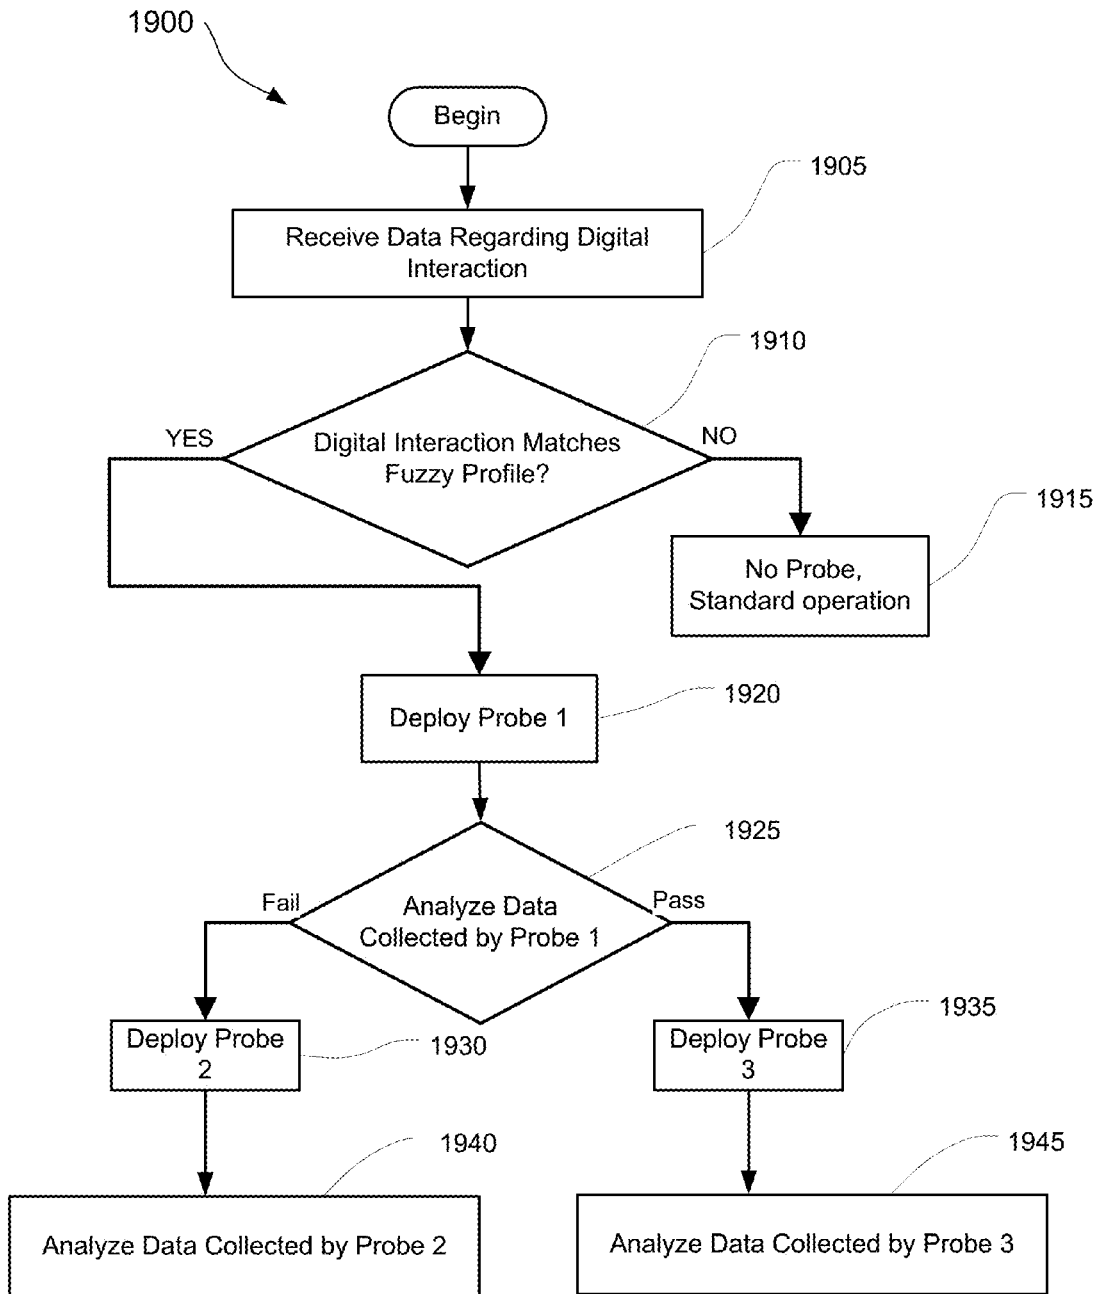 1900
Begin
1905
Receive Data Regarding Digital
Interaction
1910
YES
NO
Digital Interaction Matches
Fuzzy Profile?
1915
No Probe,
Standard operation
1920
Deploy Probe 1
1925
Fail
Pass
Analyze Data
Collected by Probe 1
1930
Deploy Probe
2
1935
Deploy Probe
3
1940
1945
Analyze Data Collected by Probe 2
Analyze Data Collected by Probe 3